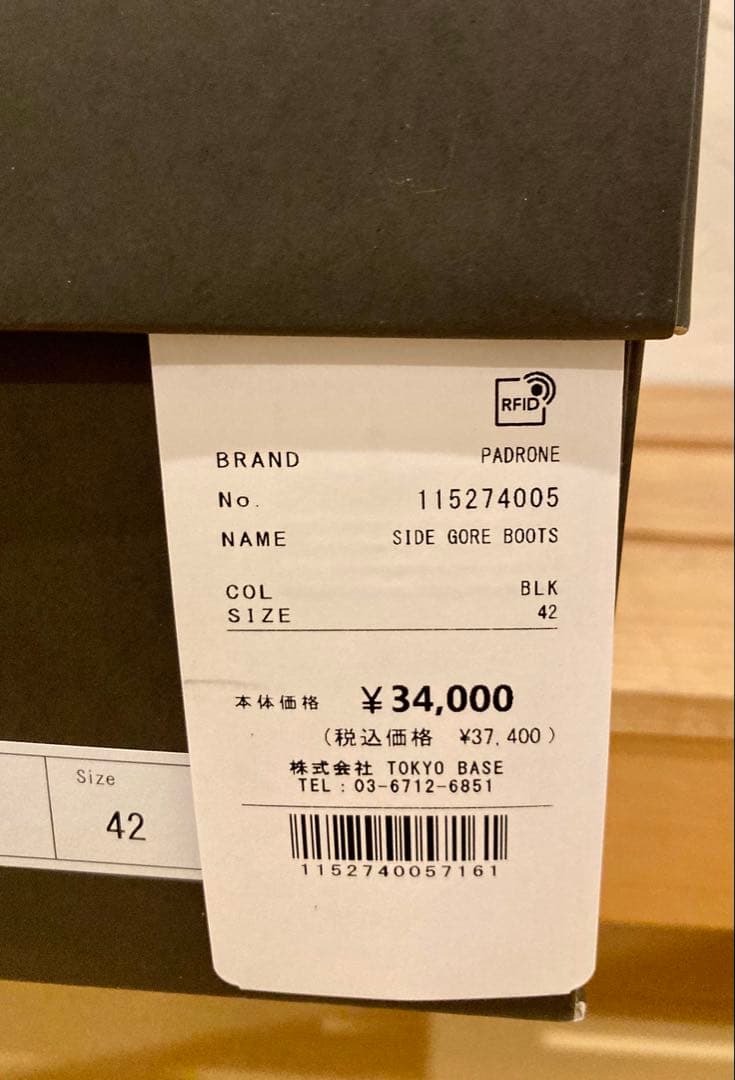 RFID
BRAND PADRONE
No. 115274005
NAME SIDE GORE BOOTS
COL BLK
SIZE 42
本体価格 ¥34,000
(税込価格 ¥37,400)
株式会社 TOKYO BASE
TEL:03-6712-6851
1152740057161
Size
42